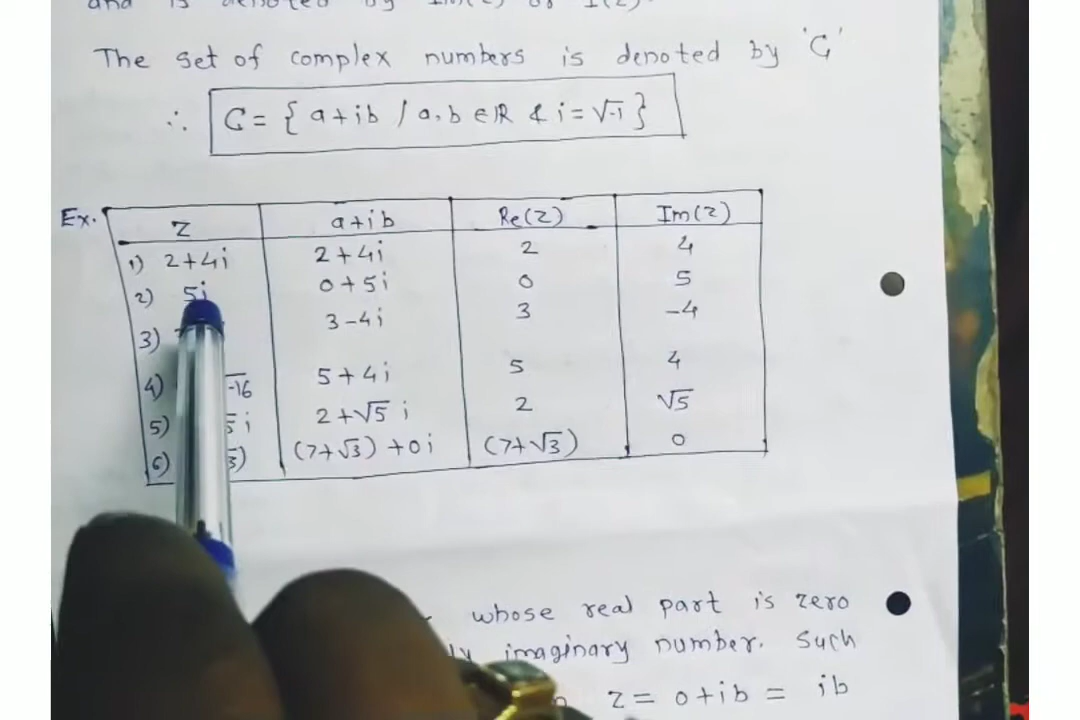 The set of complex numbers is denoted by 'C'
∴ C = { a+ib / a, b ∈ R & i = √-1 }
Ex. Z a+ib Re(Z) Im(Z)
1) 2+4i 2+4i 2 4
2) 5i 0+5i 0 5
3) 3-4i 3 -4
4) -16 5+4i 5 4
5) i 2+√5 i 2 √5
6) (7+√3)+0i (7+√3) 0
whose real part is zero
imaginary number. Such
Z = 0+ib = ib